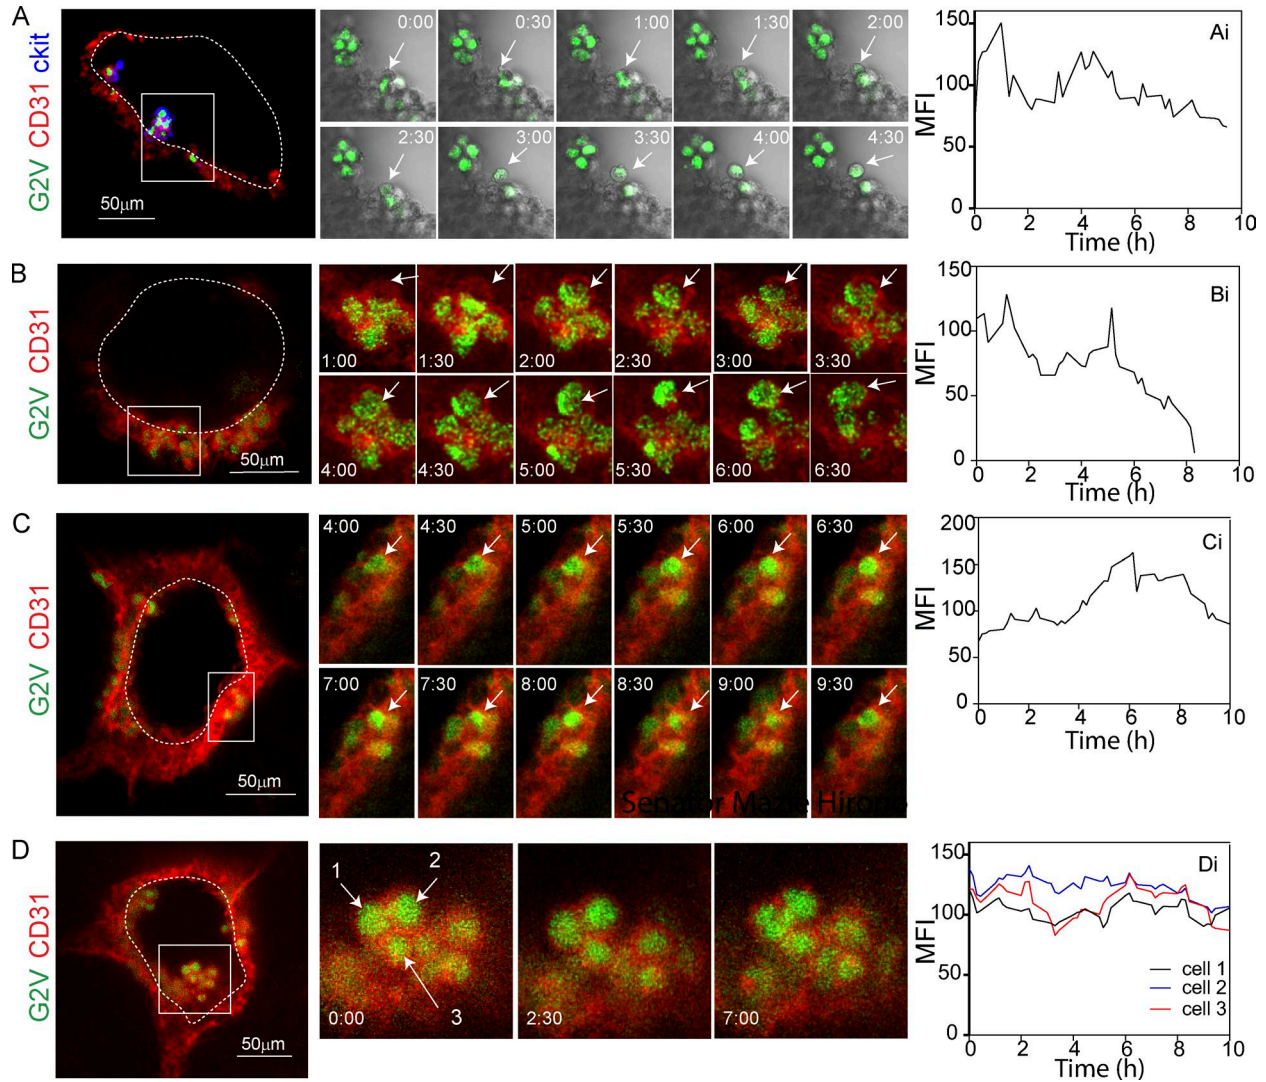 A
G2V CD31 ckit
50µm
0:00 0:30 1:00 1:30 2:00
2:30 3:00 3:30 4:00 4:30
Ai
MFI
150
100
50
0
0 2 4 6 8 10
Time (h)
B
G2V CD31
50µm
1:00 1:30 2:00 2:30 3:00 3:30
4:00 4:30 5:00 5:30 6:00 6:30
Bi
MFI
150
100
50
0
0 2 4 6 8 10
Time (h)
C
G2V CD31
50µm
4:00 4:30 5:00 5:30 6:00 6:30
7:00 7:30 8:00 8:30 9:00 9:30
Senator Mazie Hirono
Ci
MFI
200
150
100
50
0
0 2 4 6 8 10
Time (h)
D
G2V CD31
50µm
1 2
3
0:00 2:30 7:00
Di
MFI
150
100
50
0
cell 1
cell 2
cell 3
0 2 4 6 8 10
Time (h)